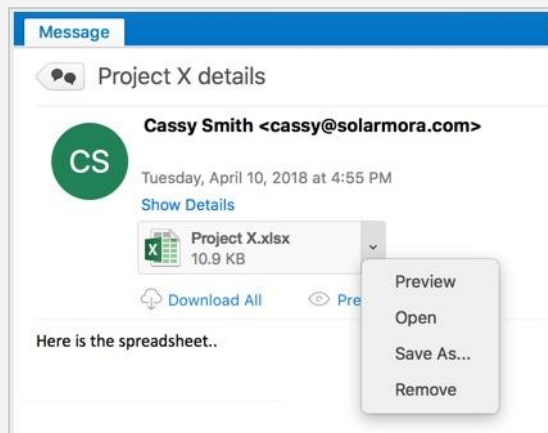 Message
Project X details
Cassy Smith <cassy@solarmora.com>
CS
Tuesday, April 10, 2018 at 4:55 PM
Show Details
Project X.xlsx
10.9 KB
Download All
Pre
Preview
Open
Save As...
Remove
Here is the spreadsheet..